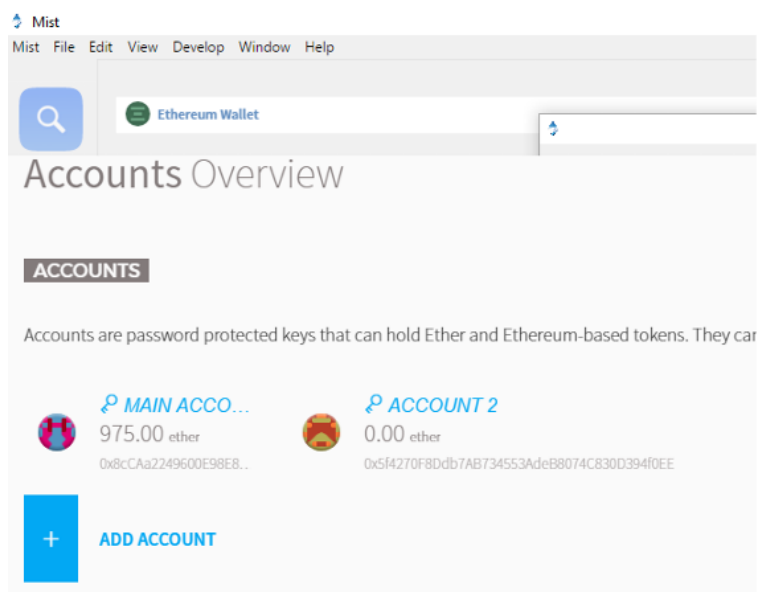 Mist
Mist File Edit View Develop Window Help
Ethereum Wallet
Accounts Overview
ACCOUNTS
Accounts are password protected keys that can hold Ether and Ethereum-based tokens. They can
MAIN ACCO... ACCOUNT 2
975.00 ether 0.00 ether
0x8cCAa2249600E98E8... 0x5f4270F8Ddb7AB734553AdeB8074C830D394f0EE
+ ADD ACCOUNT